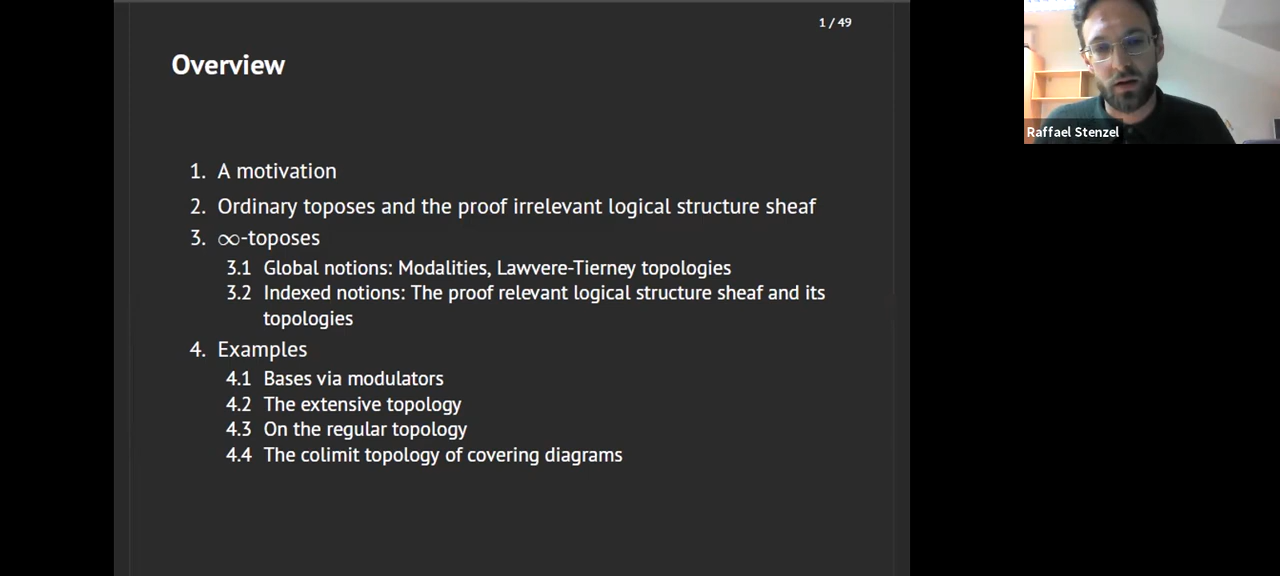 1 / 49
Overview
1. A motivation
2. Ordinary toposes and the proof irrelevant logical structure sheaf
3. ∞-toposes
3.1 Global notions: Modalities, Lawvere-Tierney topologies
3.2 Indexed notions: The proof relevant logical structure sheaf and its
topologies
4. Examples
4.1 Bases via modulators
4.2 The extensive topology
4.3 On the regular topology
4.4 The colimit topology of covering diagrams
Raffael Stenzel